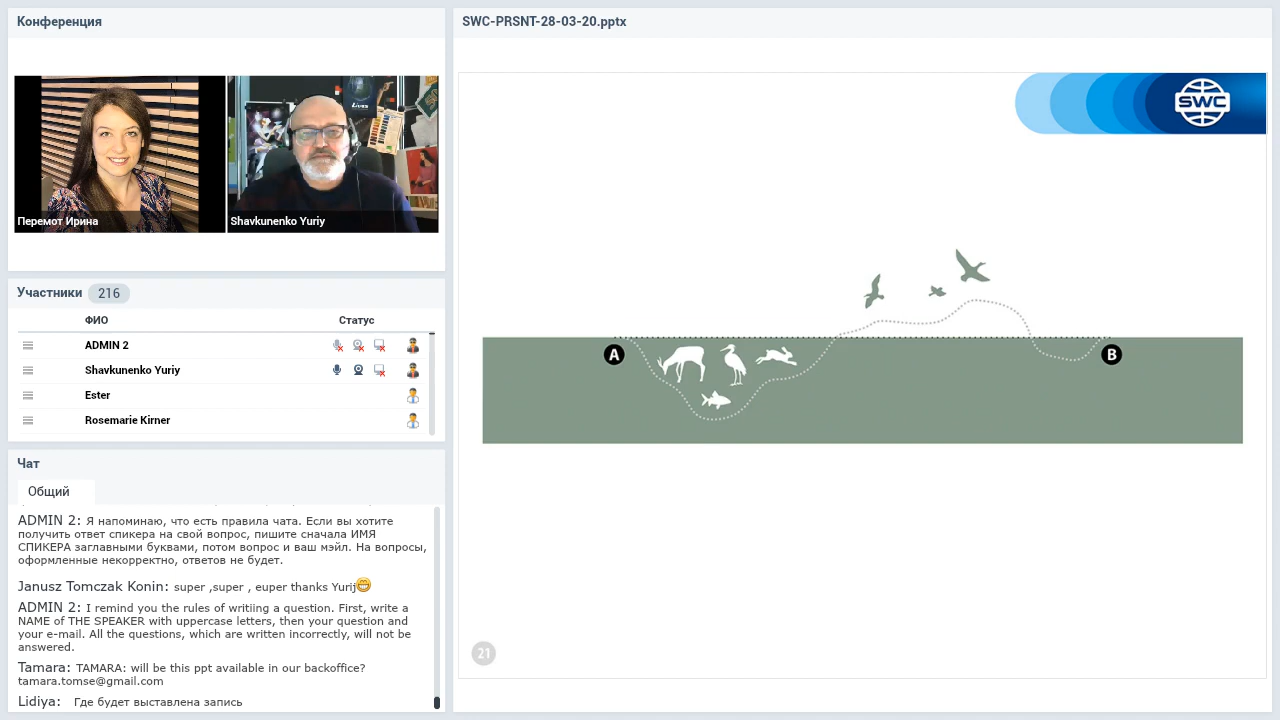 Конференция
Перемот Ирина
Shavkunenko Yuriy
Участники 216
ФИО Статус
ADMIN 2
Shavkunenko Yuriy
Ester
Rosemarie Kirner
Чат
Общий
ADMIN 2: Я напоминаю, что есть правила чата. Если вы хотите
получить ответ спикера на свой вопрос, пишите сначала ИМЯ
СПИКЕРА заглавными буквами, потом вопрос и ваш мэйл. На вопросы,
оформленные некорректно, ответов не будет.
Janusz Tomczak Konin: super ,super , euper thanks Yurij
ADMIN 2: I remind you the rules of writiing a question. First, write a
NAME of THE SPEAKER with uppercase letters, then your question and
your e-mail. All the questions, which are written incorrectly, will not be
answered.
Tamara: TAMARA: will be this ppt available in our backoffice?
tamara.tomse@gmail.com
Lidiya: Где будет выставлена запись
SWC-PRSNT-28-03-20.pptx
SWC
A
B
21